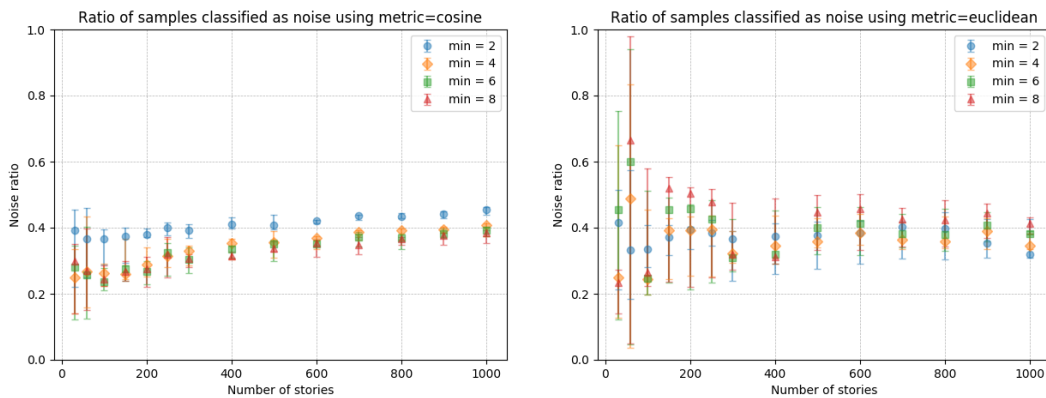 Ratio of samples classified as noise using metric=cosine
1.0
0.8
0.6
0.4
0.2
0.0
Noise ratio
min = 2
min = 4
min = 6
min = 8
0 200 400 600 800 1000
Number of stories
Ratio of samples classified as noise using metric=euclidean
1.0
0.8
0.6
0.4
0.2
0.0
Noise ratio
min = 2
min = 4
min = 6
min = 8
0 200 400 600 800 1000
Number of stories